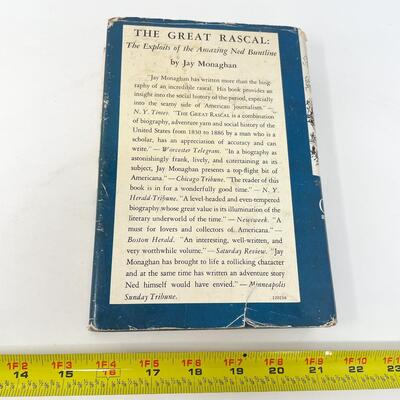 THE GREAT RASCAL:
The Exploits of the Amazing Ned Buntline
by Jay Monaghan
"Jay Monaghan has written more than the biog-
raphy of an incredible rascal. His book provides an
insight into the social history of the period, especially
into the seamy side of American journalism."—
N. Y. Times. "THE GREAT RASCAL is a combination
of biography, adventure yarn and social history of the
United States from 1850 to 1886 by a man who is a
scholar, has an appreciation of accuracy and can
write."—Worcester Telegram. "In a biography as
astonishingly frank, lively, and entertaining as its
subject, Jay Monaghan presents a top-flight bit of
Americana."—Chicago Tribune. "The reader of this
book is in for a wonderfully good time."—N. Y.
Herald-Tribune. "A level-headed and even-tempered
biography whose great value is its illumination of the
literary underworld of the time."—Newsweek. "A
must for lovers and collectors of Americana."—
Boston Herald. "An interesting, well-written, and
very worthwhile volume."—Saturday Review. "Jay
Monaghan has brought to life a rollicking character
and at the same time has written an adventure story
Ned himself would have envied."—Minneapolis
Sunday Tribune.
1F2 1F3 1F4 1F5 1F6 1F7 1F8 1F9 1F10 1F11
14 15 16 17 18 19 20 21 22 23